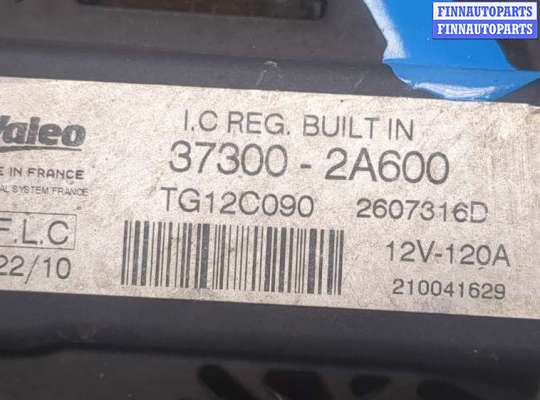 FINNAUTOPARTS
FINNAUTOPARTS
FINNAUTOPARTS
Valeo
IN FRANCE
SYSTEM FRANCE
F.L.C
22/10
I.C REG. BUILT IN
37300 - 2A600
TG12C090 2607316D
12V-120A
210041629